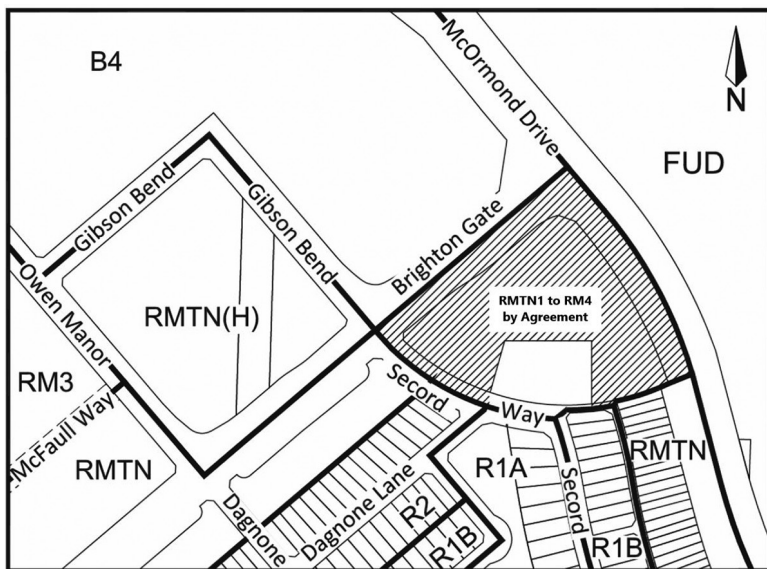 McOrmond Drive
B4
N
FUD
Gibson Bend
Gibson Bend
Brighton Gate
Owen Manor
RMTN(H)
RMTN1 to RM4
by Agreement
RM3
McFaull Way
Secord
Way
RMTN
RMTN
R1A
Secord
Dagnone
Dagnone Lane
R2
R1B
R1B